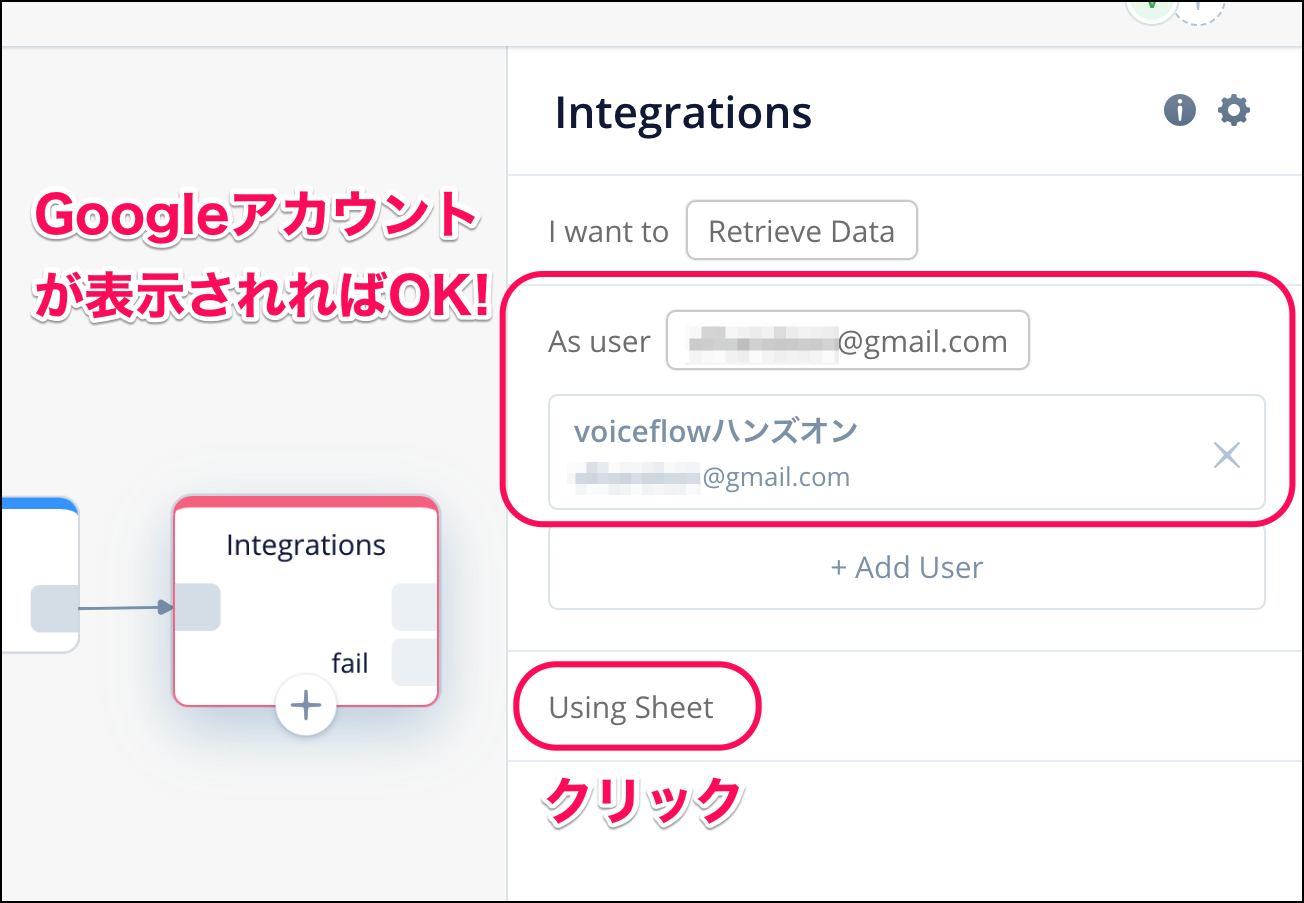 Integrations
Googleアカウント
が表示されればOK!
I want to Retrieve Data
As user @gmail.com
voiceflowハンズオン
@gmail.com
+ Add User
Integrations
fail
Using Sheet
クリック